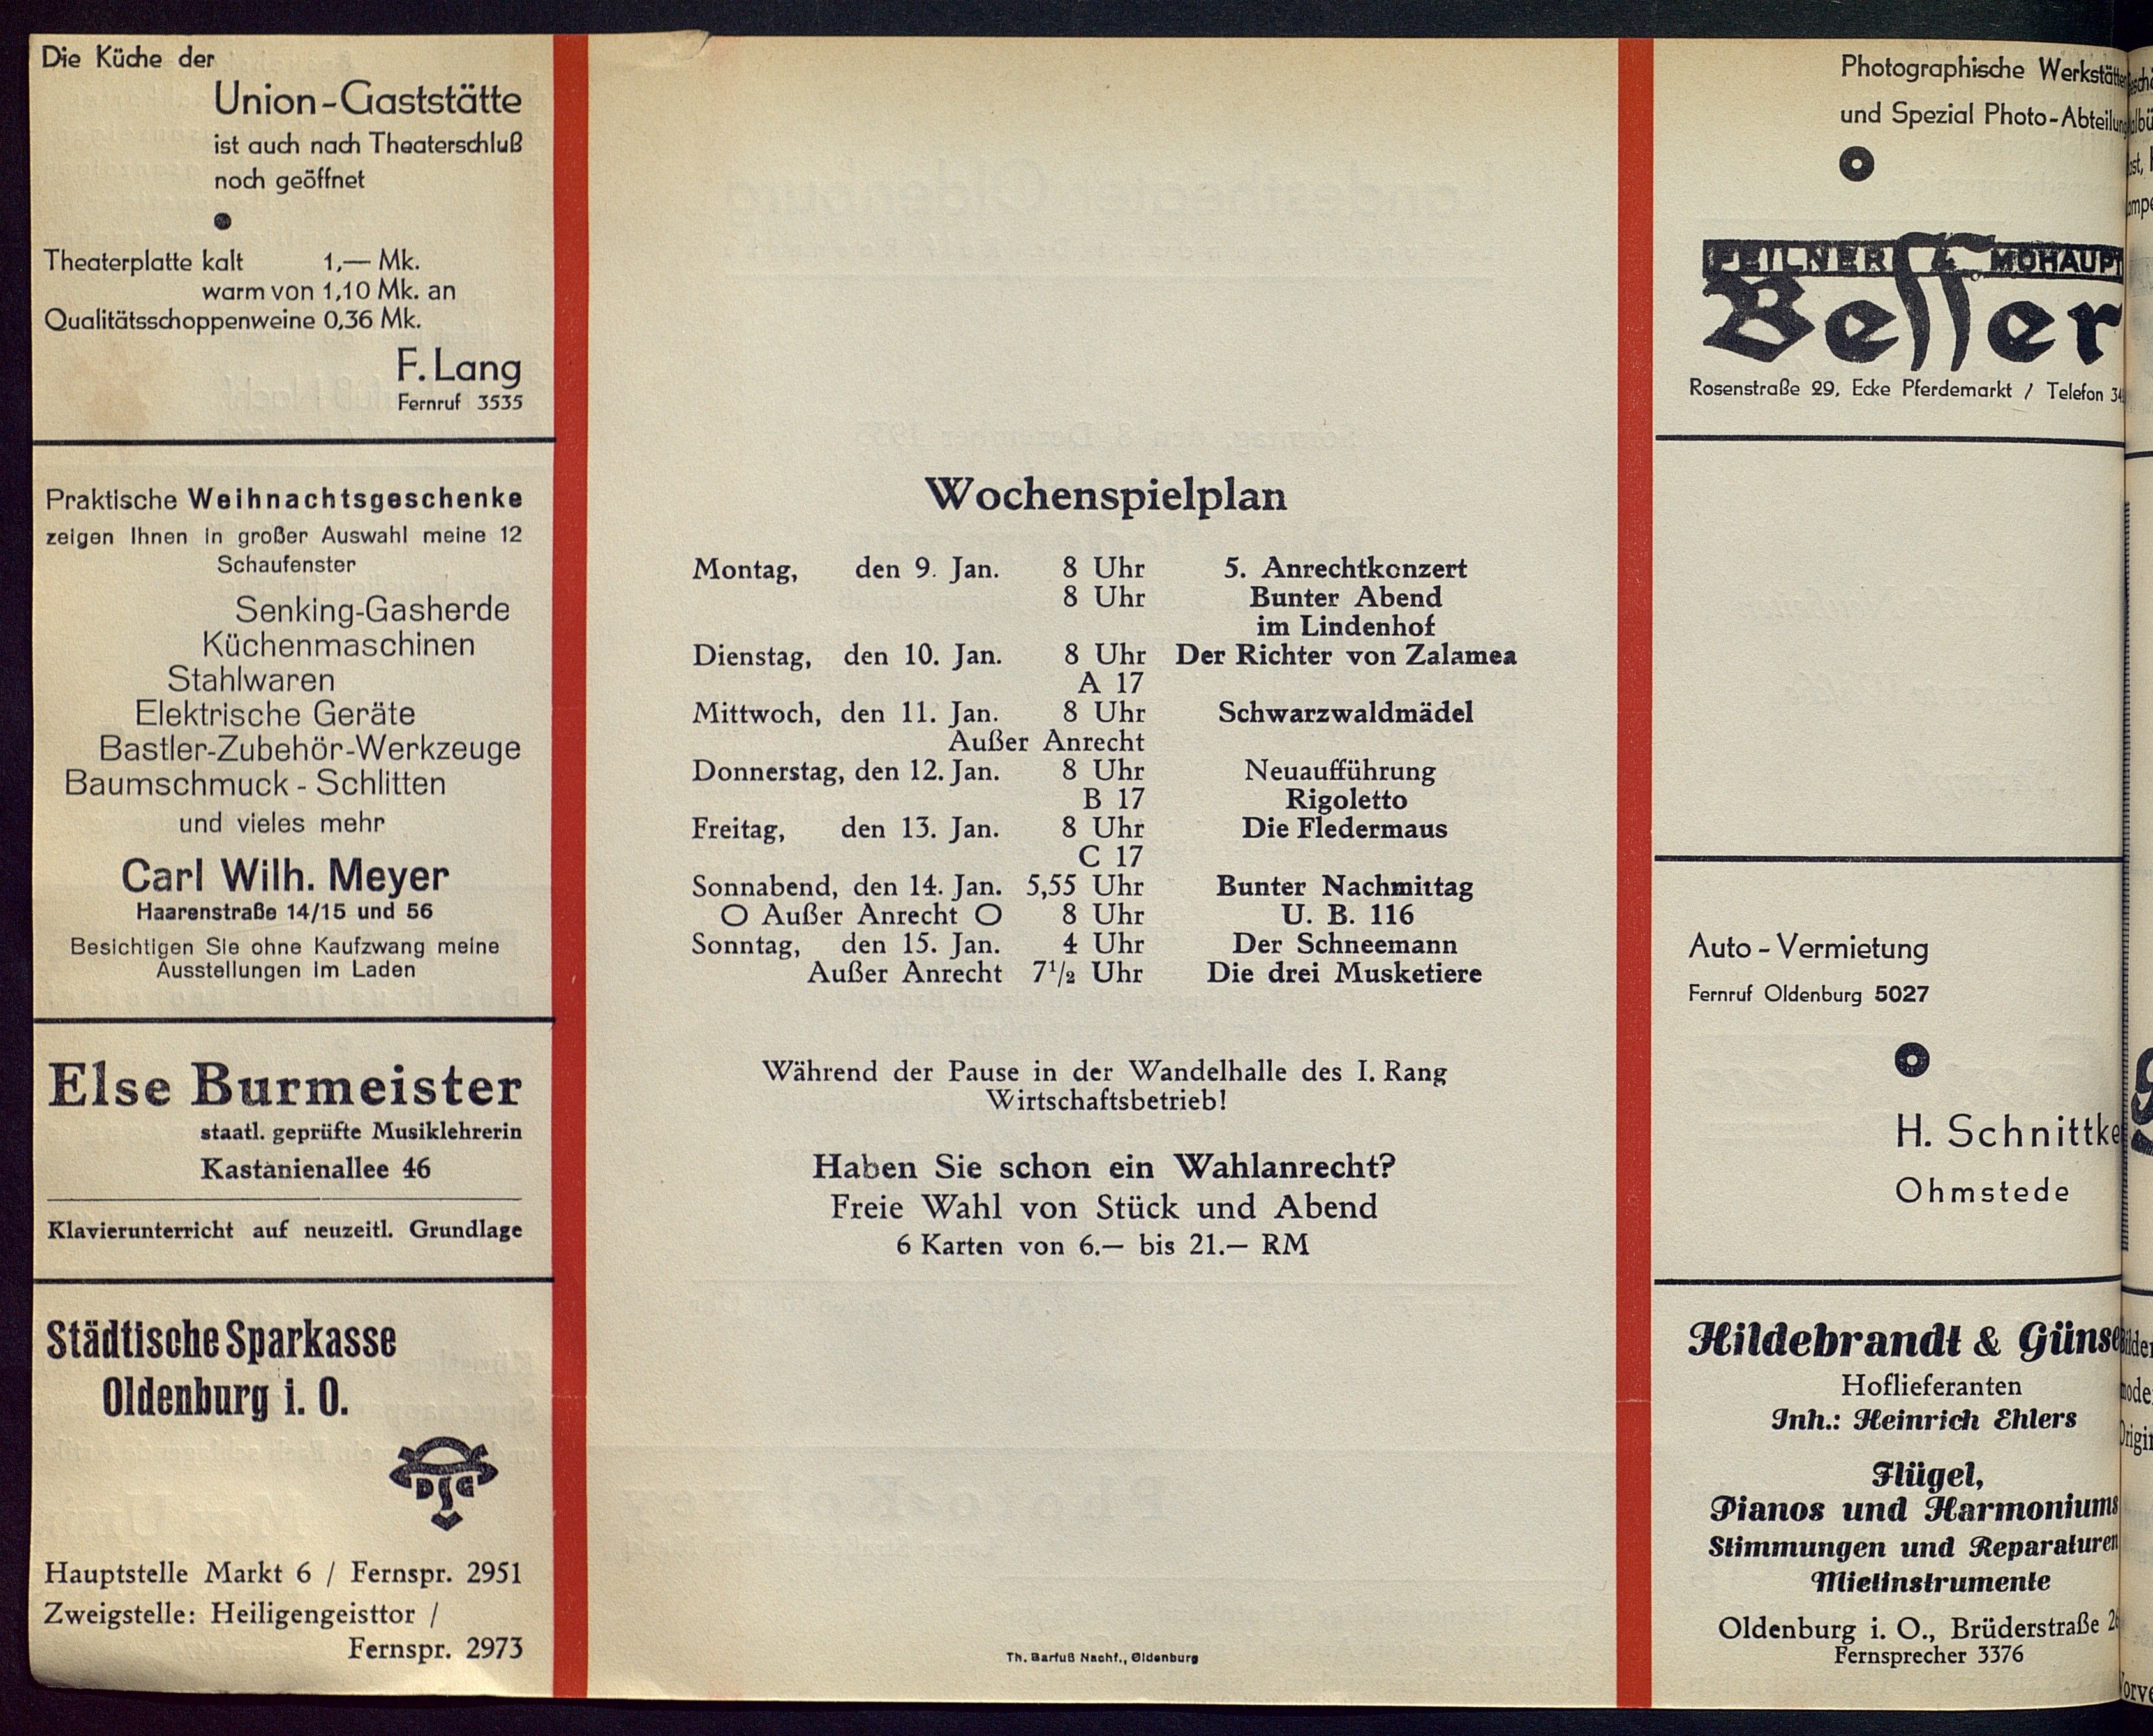 Die Küche der
Union-Gaststätte
ist auch nach Theaterschluß
noch geöffnet
Theaterplatte kalt 1,— Mk.
warm von 1,10 Mk. an
Qualitätsschoppenweine 0,36 Mk.
F. Lang
Fernruf 3535
Praktische Weihnachtsgeschenke
zeigen Ihnen in großer Auswahl meine 12
Schaufenster
Senking-Gasherde
Küchenmaschinen
Stahlwaren
Elektrische Geräte
Bastler-Zubehör-Werkzeuge
Baumschmuck - Schlitten
und vieles mehr
Carl Wilh. Meyer
Haarenstraße 14/15 und 56
Besichtigen Sie ohne Kaufzwang meine
Ausstellungen im Laden
Else Burmeister
staatl. geprüfte Musiklehrerin
Kastanienallee 46
Klavierunterricht auf neuzeitl. Grundlage
Städtische Sparkasse
Oldenburg i. O.
Hauptstelle Markt 6 / Fernspr. 2951
Zweigstelle: Heiligengeisttor /
Fernspr. 2973
Wochenspielplan
Montag, den 9. Jan. 8 Uhr 5. Anrechtkonzert
8 Uhr Bunter Abend
im Lindenhof
Dienstag, den 10. Jan. 8 Uhr Der Richter von Zalamea
A 17
Mittwoch, den 11. Jan. 8 Uhr Schwarzwaldmädel
Außer Anrecht
Donnerstag, den 12. Jan. 8 Uhr Neuaufführung
B 17 Rigoletto
Freitag, den 13. Jan. 8 Uhr Die Fledermaus
C 17
Sonnabend, den 14. Jan. 5,55 Uhr Bunter Nachmittag
O Außer Anrecht O 8 Uhr U. B. 116
Sonntag, den 15. Jan. 4 Uhr Der Schneemann
Außer Anrecht 7½ Uhr Die drei Musketiere
Während der Pause in der Wandelhalle des I. Rang
Wirtschaftsbetrieb!
Haben Sie schon ein Wahlanrecht?
Freie Wahl von Stück und Abend
6 Karten von 6.— bis 21.— RM
Th. Barfuß Nachf., Oldenburg
Photographische
und Spezial
FEILNER & MOHAUPT
Besser
Rosenstraße 29, Ecke Pferdemarkt / Telefon
Auto - Vermietung
Fernruf Oldenburg 5027
H. Schnittke
Ohmstede
Hildebrandt &
Hoflieferanten
Inh.: Heinrich Ehlers
Flügel,
Pianos und Harmoniums
Stimmungen und Reparaturen
Mietinstrumente
Oldenburg i. O., Brüderstraße
Fernsprecher 3376